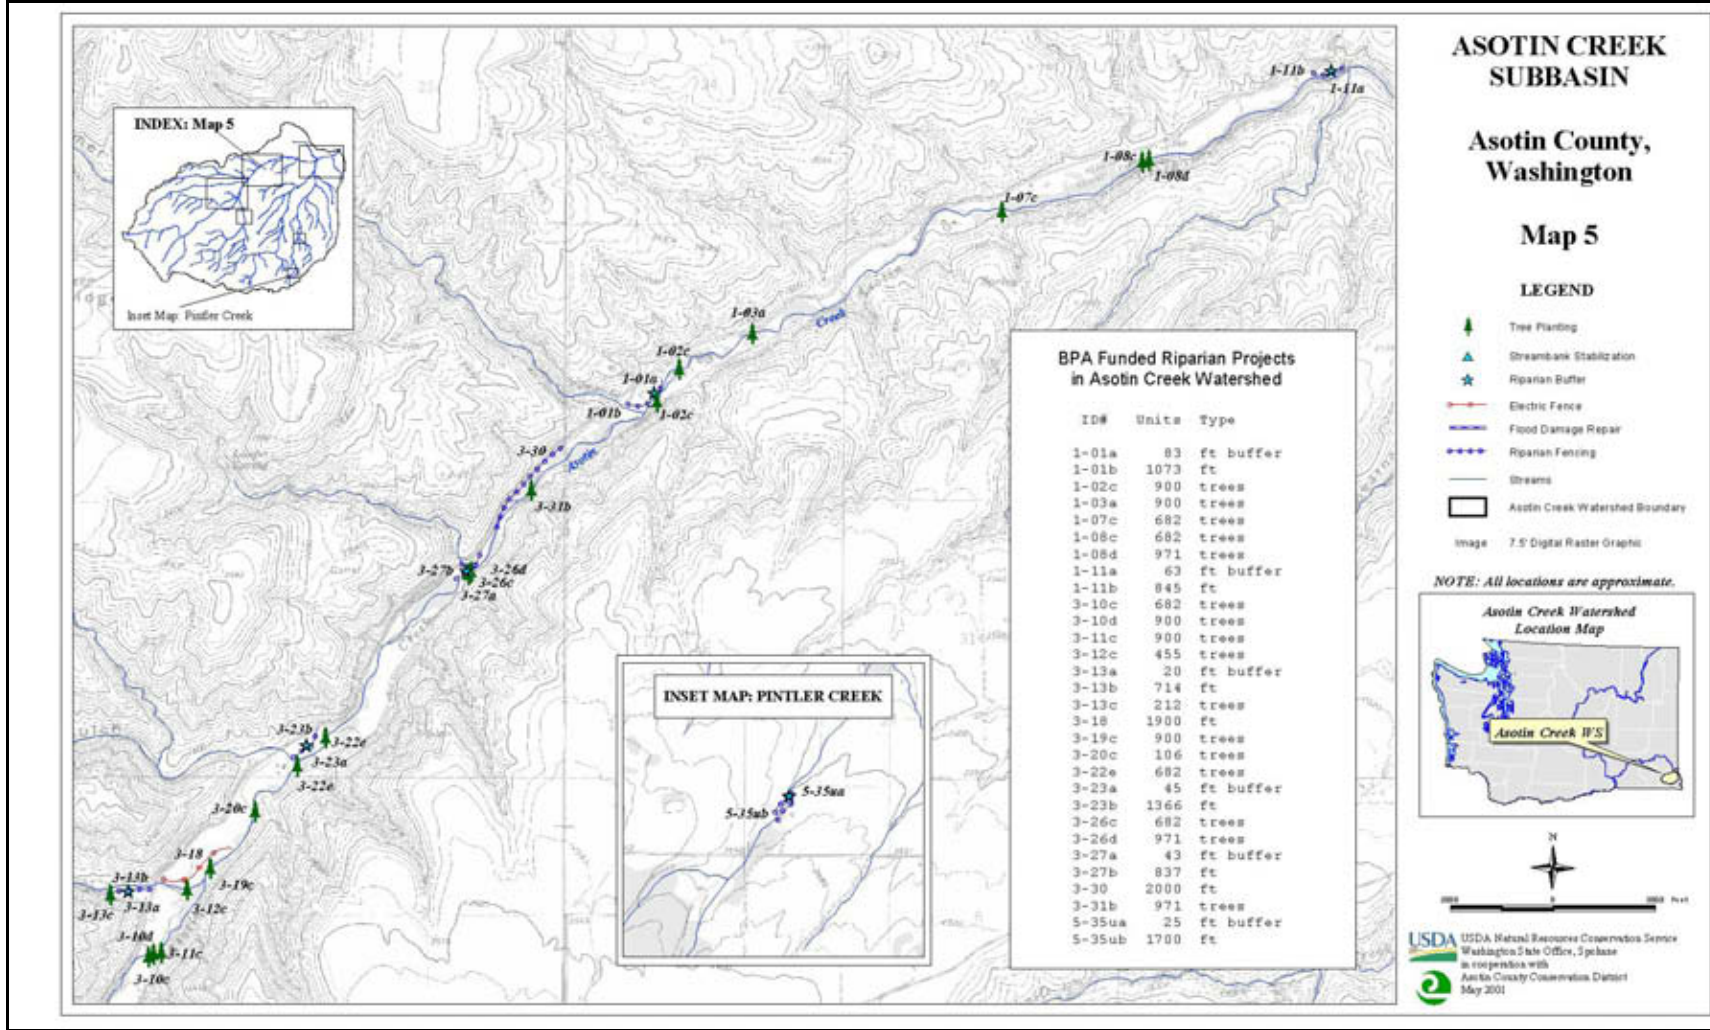 ASOTIN CREEK
SUBBASIN
Asotin County,
Washington
Map 5
LEGEND
Tree Planting
Streambank Stabilization
Riparian Buffer
Electric Fence
Flood Damage Repair
Riparian Fencing
Streams
Asotin Creek Watershed Boundary
Image 7.5' Digital Raster Graphic
NOTE: All locations are approximate.
Asotin Creek Watershed
Location Map
Asotin Creek WS
N
0
Feet
USDA
USDA Natural Resources Conservation Service
Washington State Office, Spokane
in cooperation with
Asotin County Conservation District
May 2001
INDEX: Map 5
Inset Map: Pintler Creek
1-11b
1-11a
1-08c
1-08d
1-07c
1-03a
Creek
1-02c
1-01a
1-01b
1-02c
3-30
Asotin
3-31b
3-27b
3-26d
3-26c
3-27a
3-23b
3-22e
3-23a
3-22e
3-20c
3-18
3-19c
3-13b
3-13c
3-13a
3-12c
3-10d
3-11c
3-10c
INSET MAP: PINTLER CREEK
5-35ua
5-35ub
BPA Funded Riparian Projects
in Asotin Creek Watershed
ID# Units Type
1-01a 83 ft buffer
1-01b 1073 ft
1-02c 900 trees
1-03a 900 trees
1-07c 682 trees
1-08c 682 trees
1-08d 971 trees
1-11a 63 ft buffer
1-11b 845 ft
3-10c 682 trees
3-10d 900 trees
3-11c 900 trees
3-12c 455 trees
3-13a 20 ft buffer
3-13b 714 ft
3-13c 212 trees
3-18 1900 ft
3-19c 900 trees
3-20c 106 trees
3-22e 682 trees
3-23a 45 ft buffer
3-23b 1366 ft
3-26c 682 trees
3-26d 971 trees
3-27a 43 ft buffer
3-27b 837 ft
3-30 2000 ft
3-31b 971 trees
5-35ua 25 ft buffer
5-35ub 1700 ft